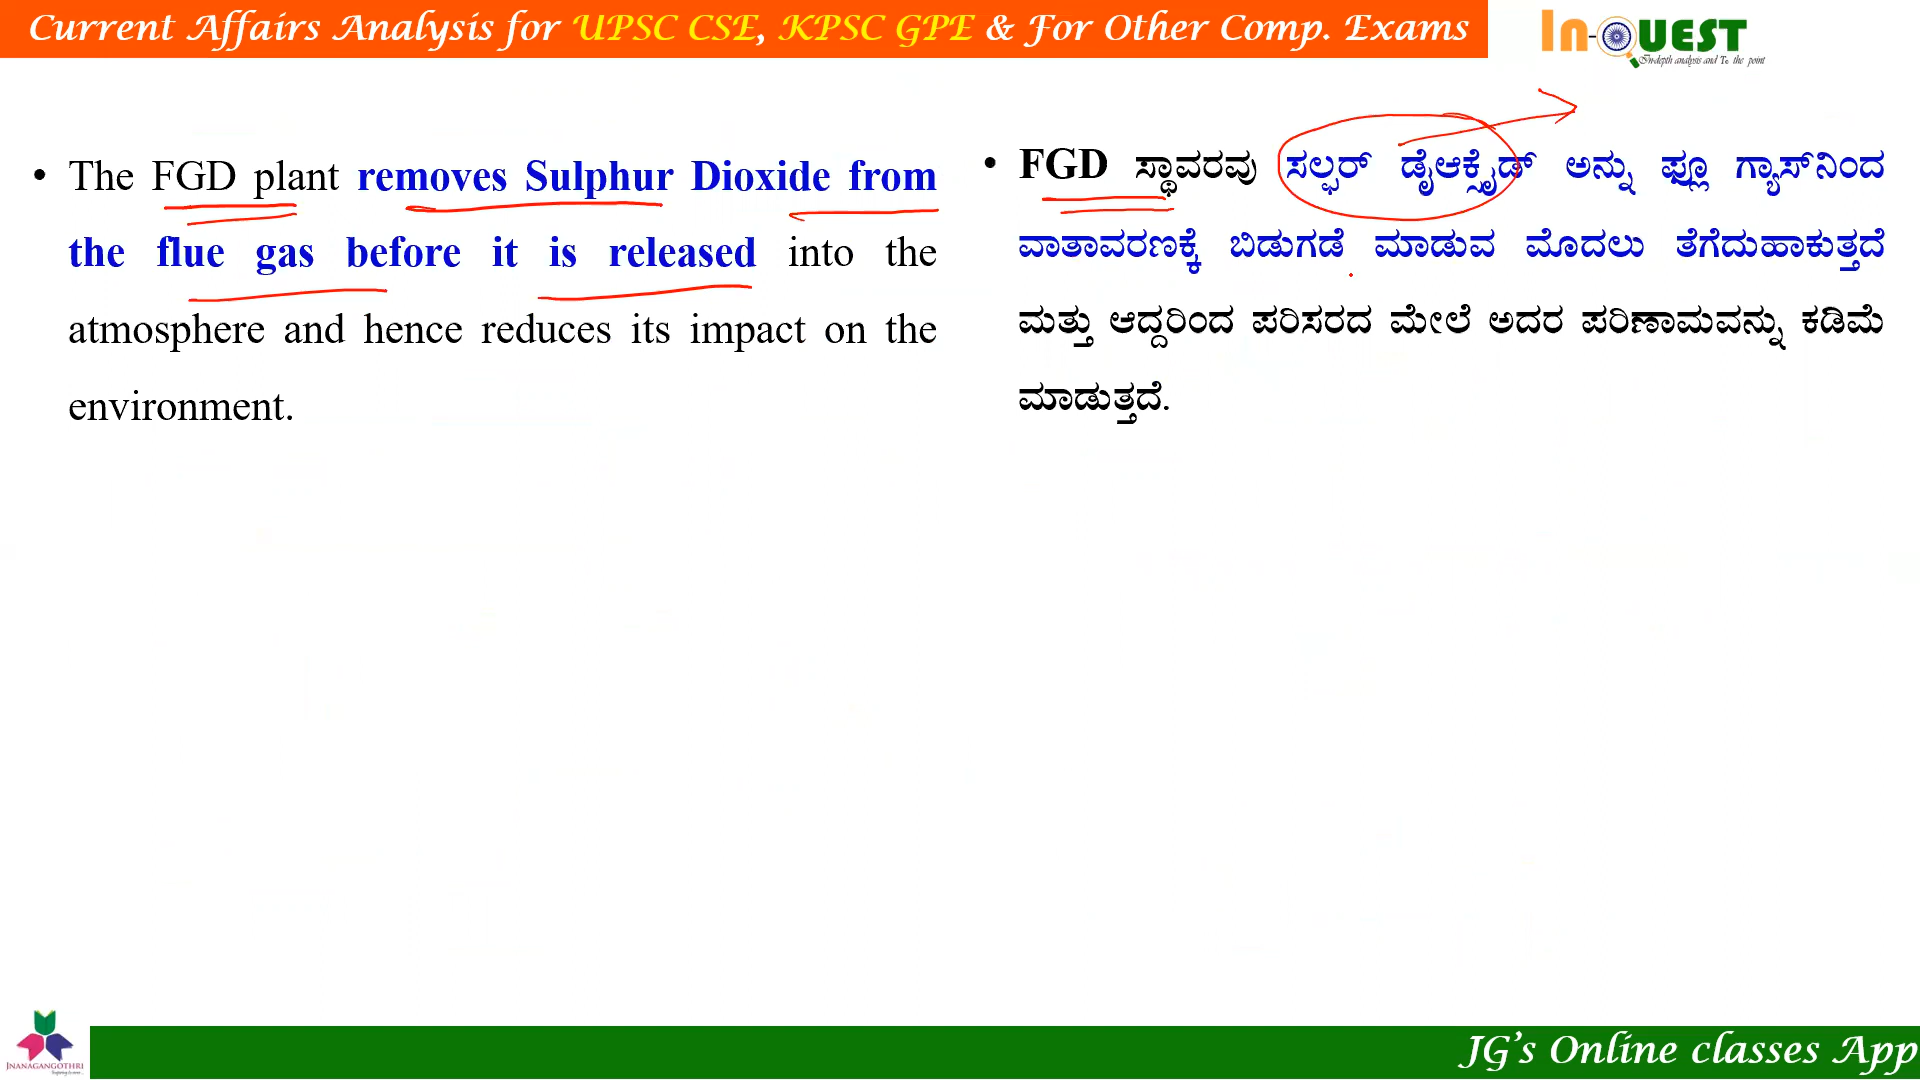 Current Affairs Analysis for UPSC CSE, KPSC GPE & For Other Comp. Exams
In-QUEST
In-depth analysis and To the point
• The FGD plant removes Sulphur Dioxide from
the flue gas before it is released into the
atmosphere and hence reduces its impact on the
environment.
• FGD ಸ್ಥಾವರವು ಸಲ್ಫರ್ ಡೈಆಕ್ಸೈಡ್ ಅನ್ನು ಫ್ಲೂ ಗ್ಯಾಸ್‌ನಿಂದ
ವಾತಾವರಣಕ್ಕೆ ಬಿಡುಗಡೆ ಮಾಡುವ ಮೊದಲು ತೆಗೆದುಹಾಕುತ್ತದೆ
ಮತ್ತು ಆದ್ದರಿಂದ ಪರಿಸರದ ಮೇಲೆ ಅದರ ಪರಿಣಾಮವನ್ನು ಕಡಿಮೆ
ಮಾಡುತ್ತದೆ.
JNANAGANGOTHRI
JG's Online classes App